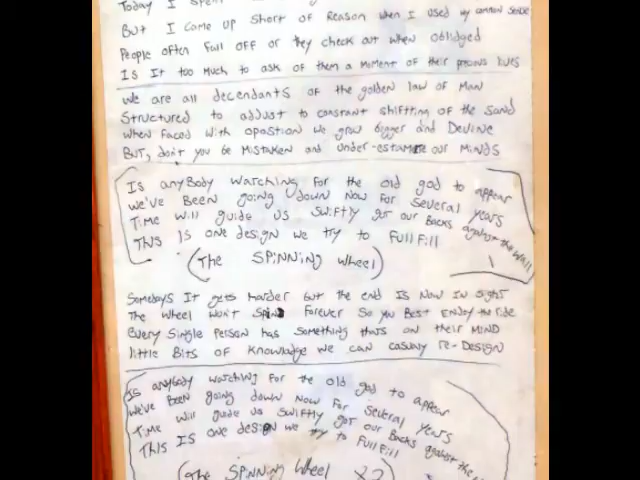 Today I spent
But I come up short of Reason when I used my common sense
People often fall off or they check out when oblidged
Is It too much to ask of them a moment of their precious lives
We are all decendants of the golden law of Man
Structured to adjust to constant shiftting of the sand
When faced with opostion we grow bigger and Devine
But, don't you be Mistaken and under-estamate our Minds
Is anyBody watching For the old god to appear
We've Been going down Now For Several years
Time will guide us swiftly got our Backs against the wall
This Is one design we try to Fullfill
(The Spinning Wheel)
Somedays It gets Harder but the end Is Now In Sight
The wheel won't Spin Forever So you Best Enjoy the ride
Every Single Person has something thats on their MIND
little Bits of Knowledge we can casualy re-Design
Is anybody watching For the old god to appear
We've Been going down Now For Several years
Time will guide us swiftly got our Backs against the
This Is one design we try to Fullfill
(The Spinning Wheel X2)